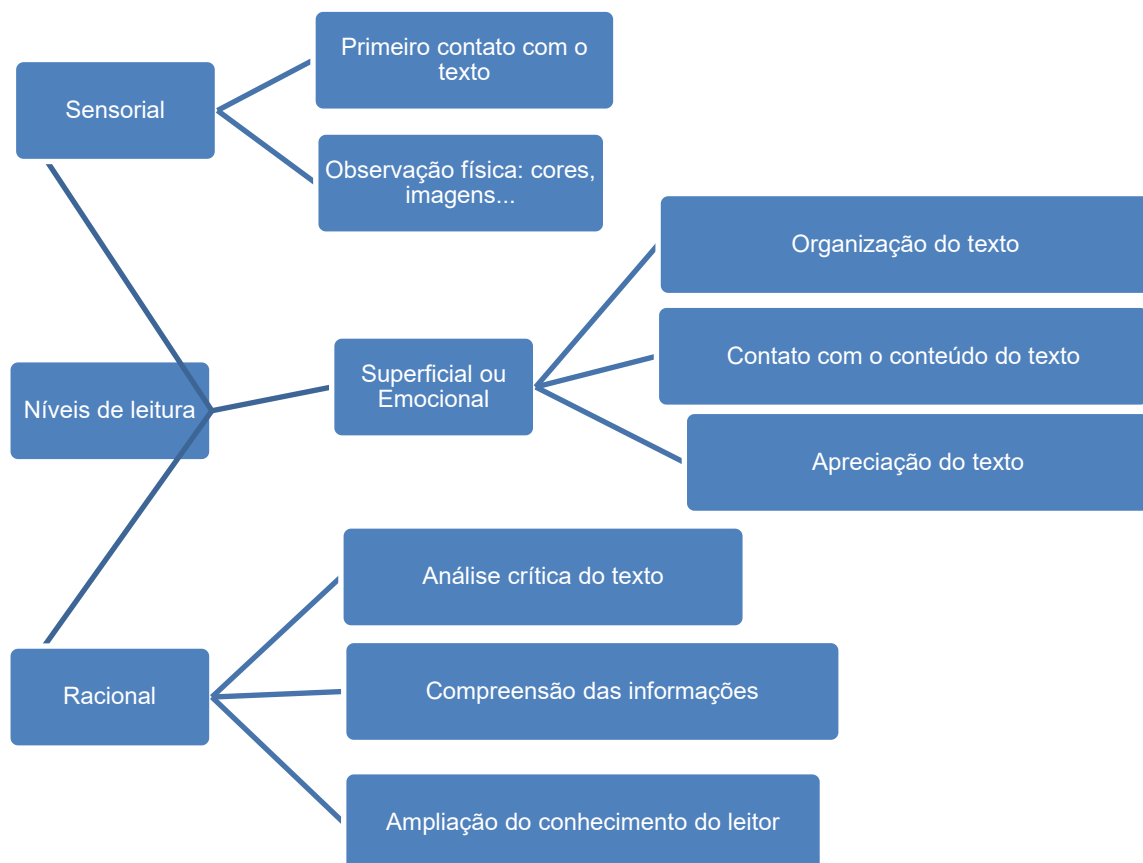 Primeiro contato com o
texto
Sensorial
Observação física: cores,
imagens...
Organização do texto
Níveis de leitura
Superficial ou
Emocional
Contato com o conteúdo do texto
Apreciação do texto
Análise crítica do texto
Racional
Compreensão das informações
Ampliação do conhecimento do leitor